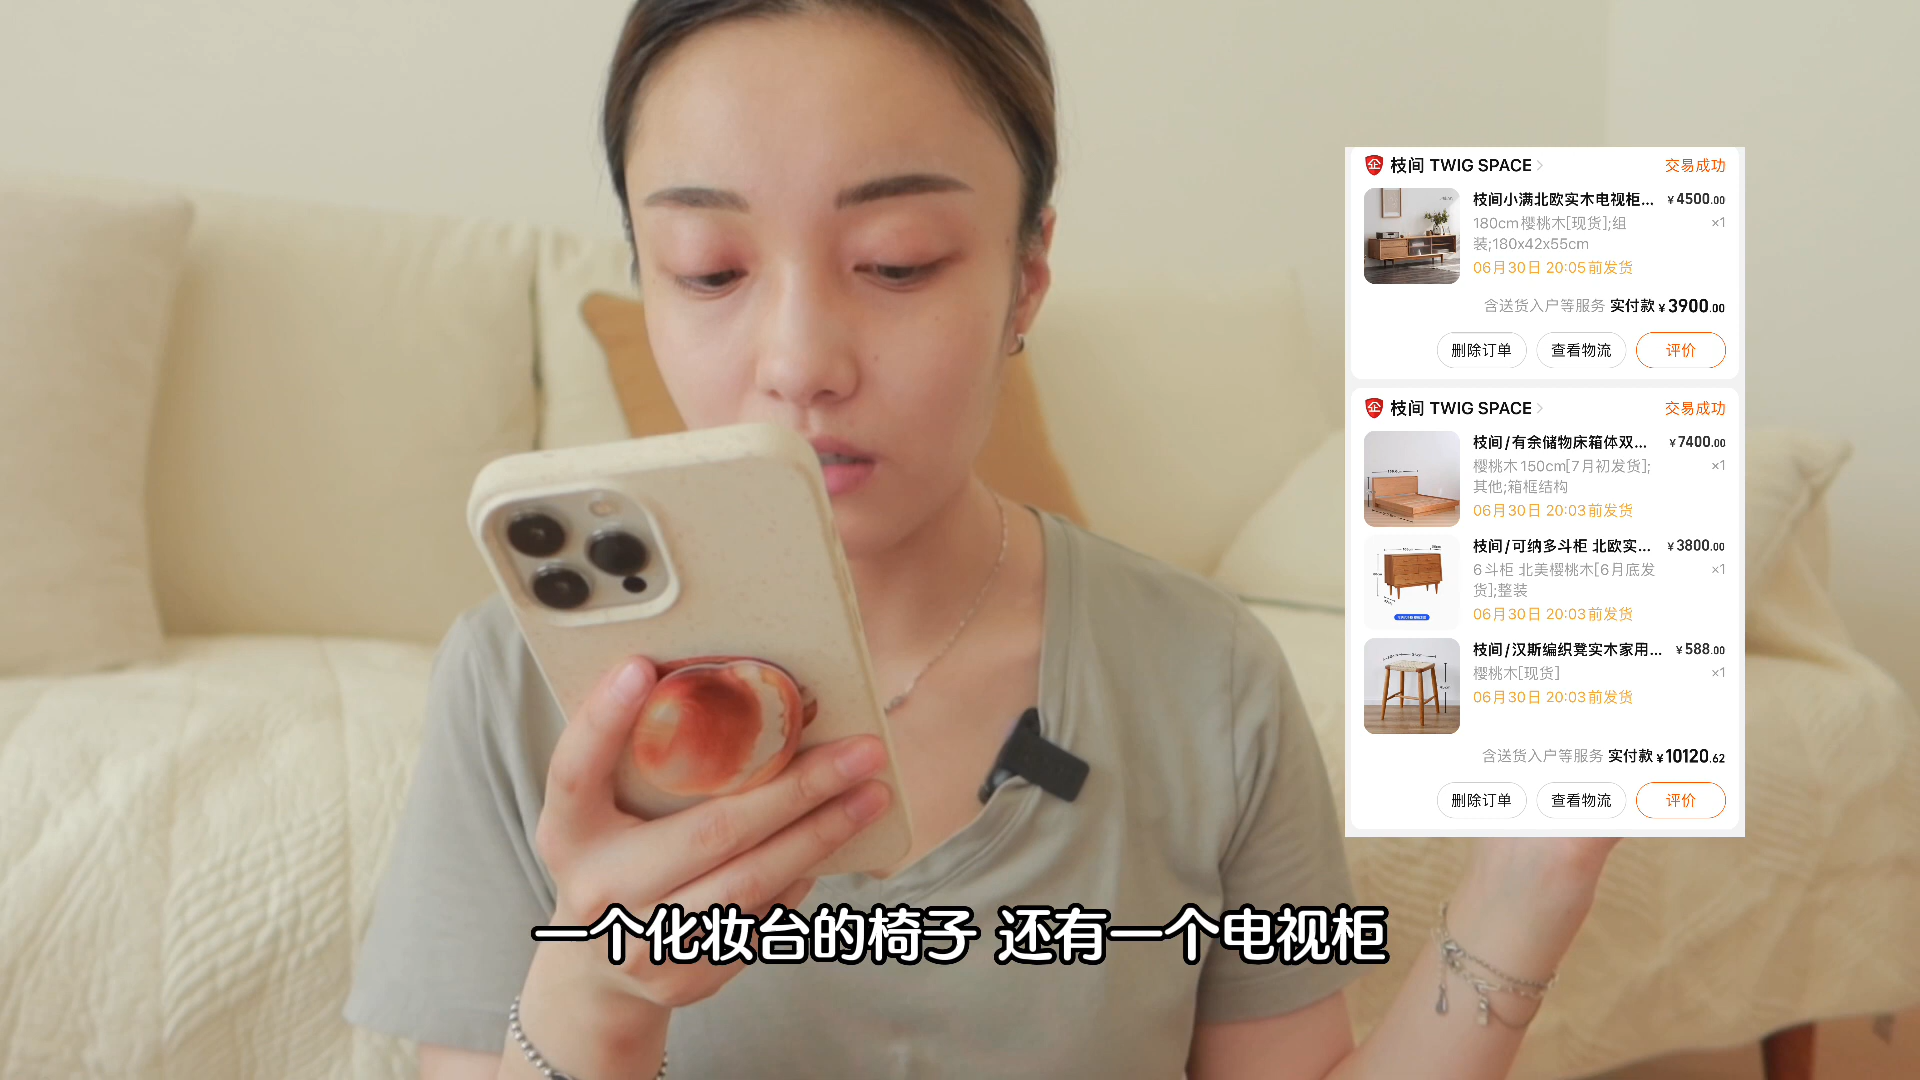 枝间 TWIG SPACE
交易成功
枝间小满北欧实木电视柜... ¥4500.00
180cm樱桃木[现货];组 ×1
装;180x42x55cm
06月30日 20:05前发货
含送货入户等服务 实付款 ¥3900.00
删除订单 查看物流 评价
枝间 TWIG SPACE
交易成功
枝间/有余储物床箱体双... ¥7400.00
樱桃木150cm[7月初发货]; ×1
其他;箱框结构
06月30日 20:03前发货
枝间/可纳多斗柜 北欧实... ¥3800.00
6斗柜 北美樱桃木[6月底发 ×1
货];整装
06月30日 20:03前发货
枝间/汉斯编织凳实木家用... ¥588.00
樱桃木[现货] ×1
06月30日 20:03前发货
含送货入户等服务 实付款 ¥10120.62
删除订单 查看物流 评价
一个化妆台的椅子 还有一个电视柜